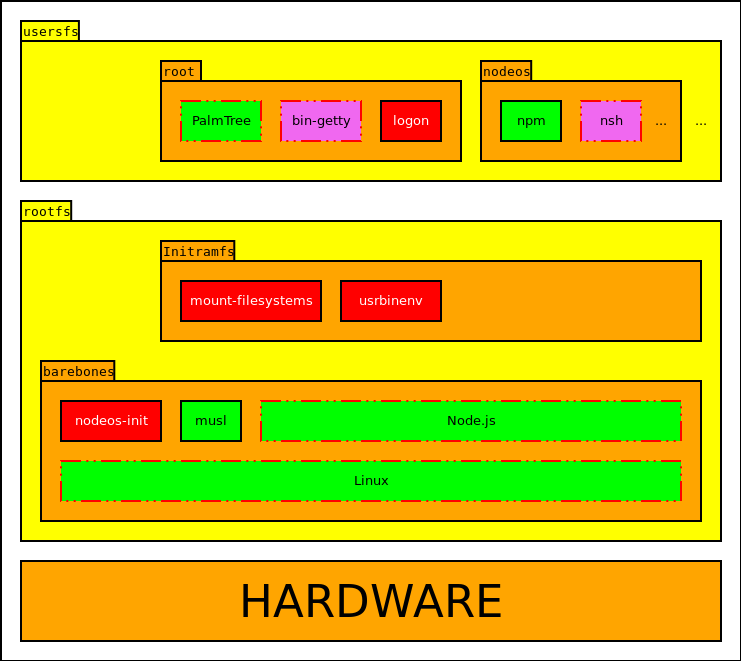 usersfs
root
nodeos
PalmTree
bin-getty
logon
npm
nsh
...
...
rootfs
Initramfs
mount-filesystems
usrbinenv
barebones
nodeos-init
musl
Node.js
Linux
HARDWARE